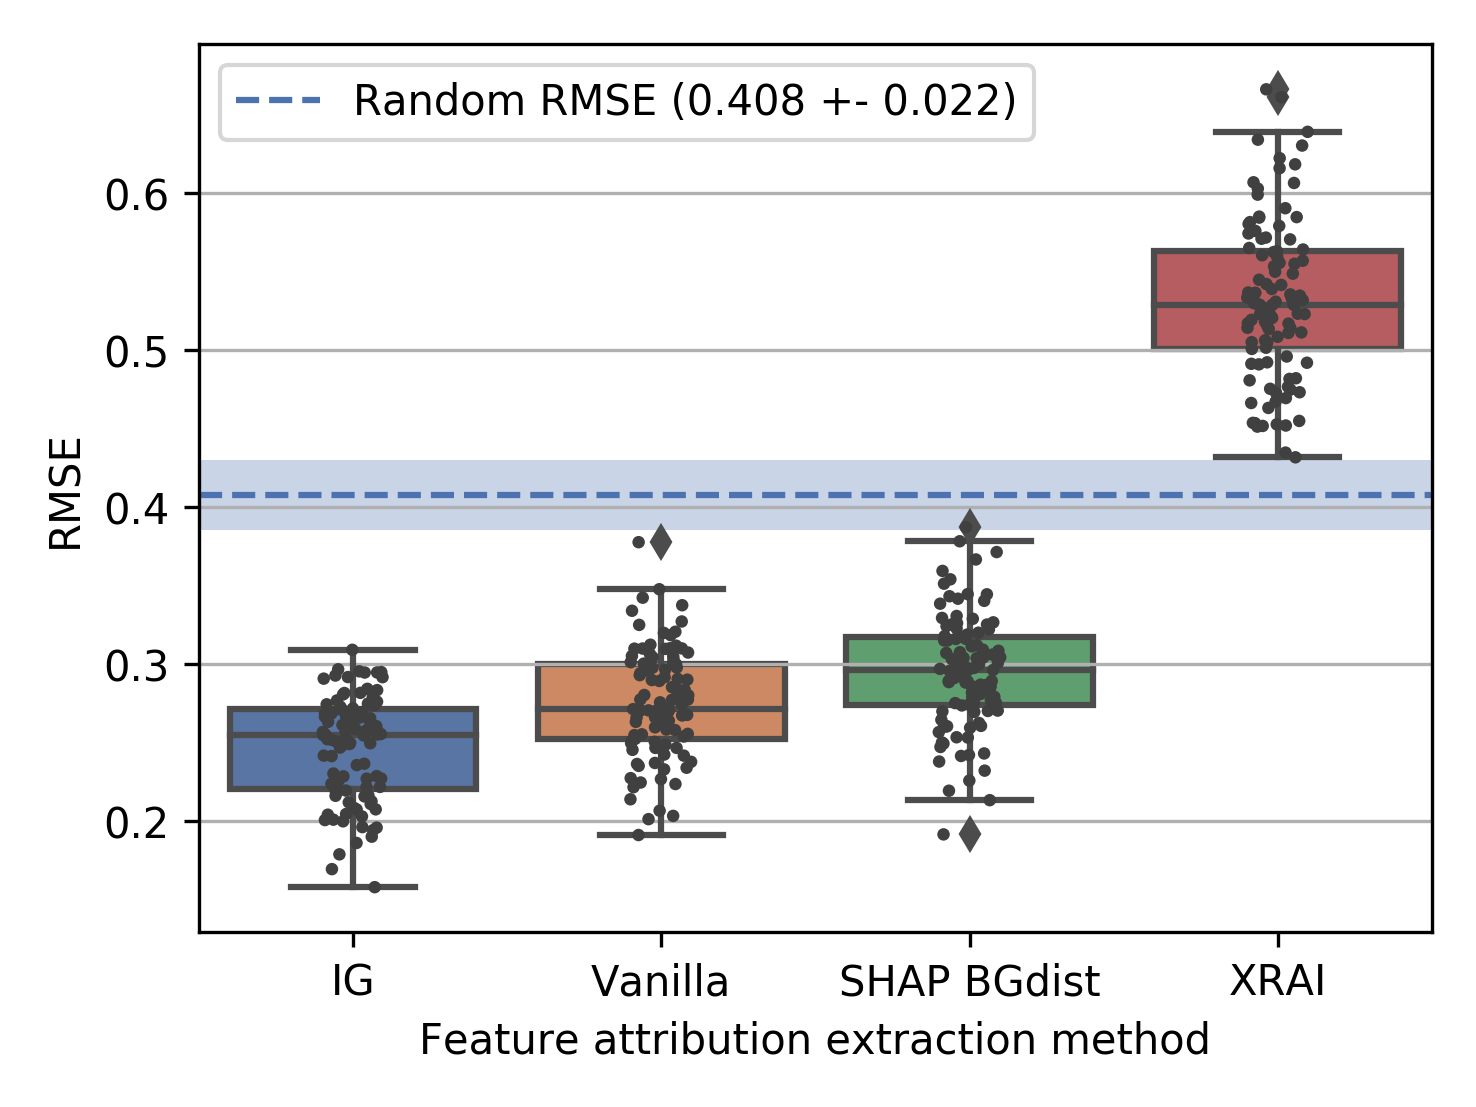 Random RMSE (0.408 +- 0.022)
0.6
0.5
0.4
0.3
0.2
RMSE
IG Vanilla SHAP BGdist XRAI
Feature attribution extraction method